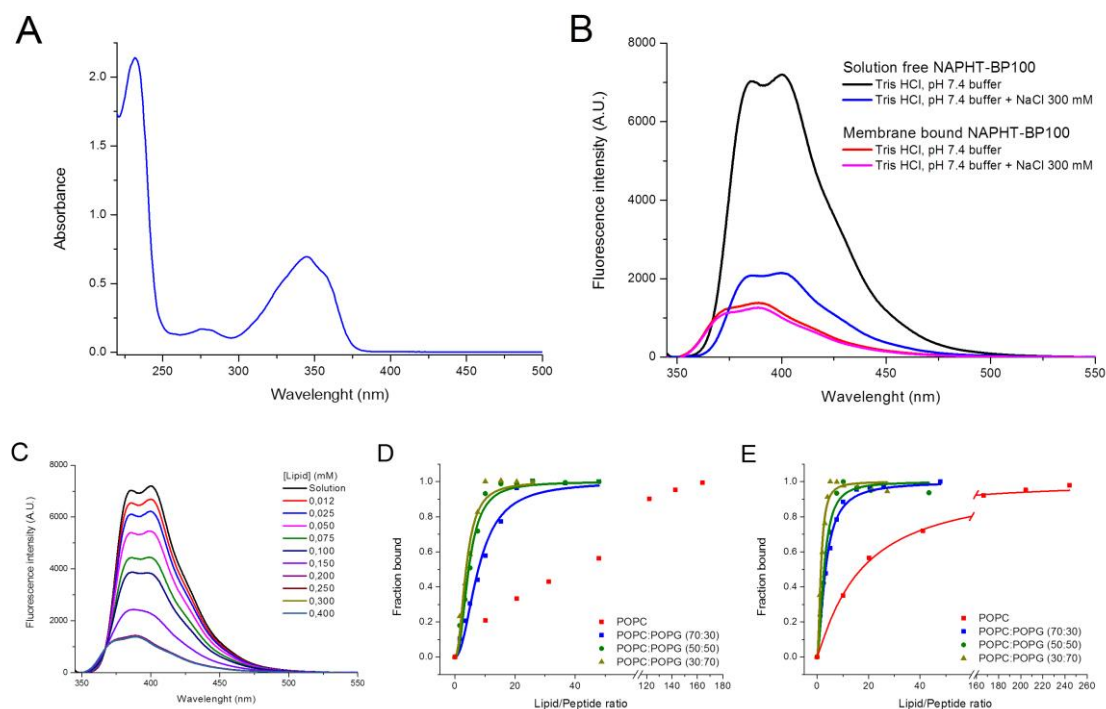 A
2.0
1.5
1.0
0.5
0.0
Absorbance
250 300 350 400 450 500
Wavelenght (nm)
B
8000
6000
4000
2000
0
Fluorescence intensity (A.U.)
Solution free NAPHT-BP100
Tris HCl, pH 7.4 buffer
Tris HCl, pH 7.4 buffer + NaCl 300 mM
Membrane bound NAPHT-BP100
Tris HCl, pH 7.4 buffer
Tris HCl, pH 7.4 buffer + NaCl 300 mM
350 400 450 500 550
Wavelenght (nm)
C
8000
6000
4000
2000
0
Fluorescence intensity (A.U.)
[Lipid] (mM)
Solution
0,012
0,025
0,050
0,075
0,100
0,150
0,200
0,250
0,300
0,400
350 400 450 500 550
Wavelenght (nm)
D
1.0
0.8
0.6
0.4
0.2
0.0
Fraction bound
POPC
POPC:POPG (70:30)
POPC:POPG (50:50)
POPC:POPG (30:70)
0 20 40 120 140 160 180
Lipid/Peptide ratio
E
1.0
0.8
0.6
0.4
0.2
0.0
Fraction bound
POPC
POPC:POPG (70:30)
POPC:POPG (50:50)
POPC:POPG (30:70)
0 20 40 160 180 200 220 240 260
Lipid/Peptide ratio